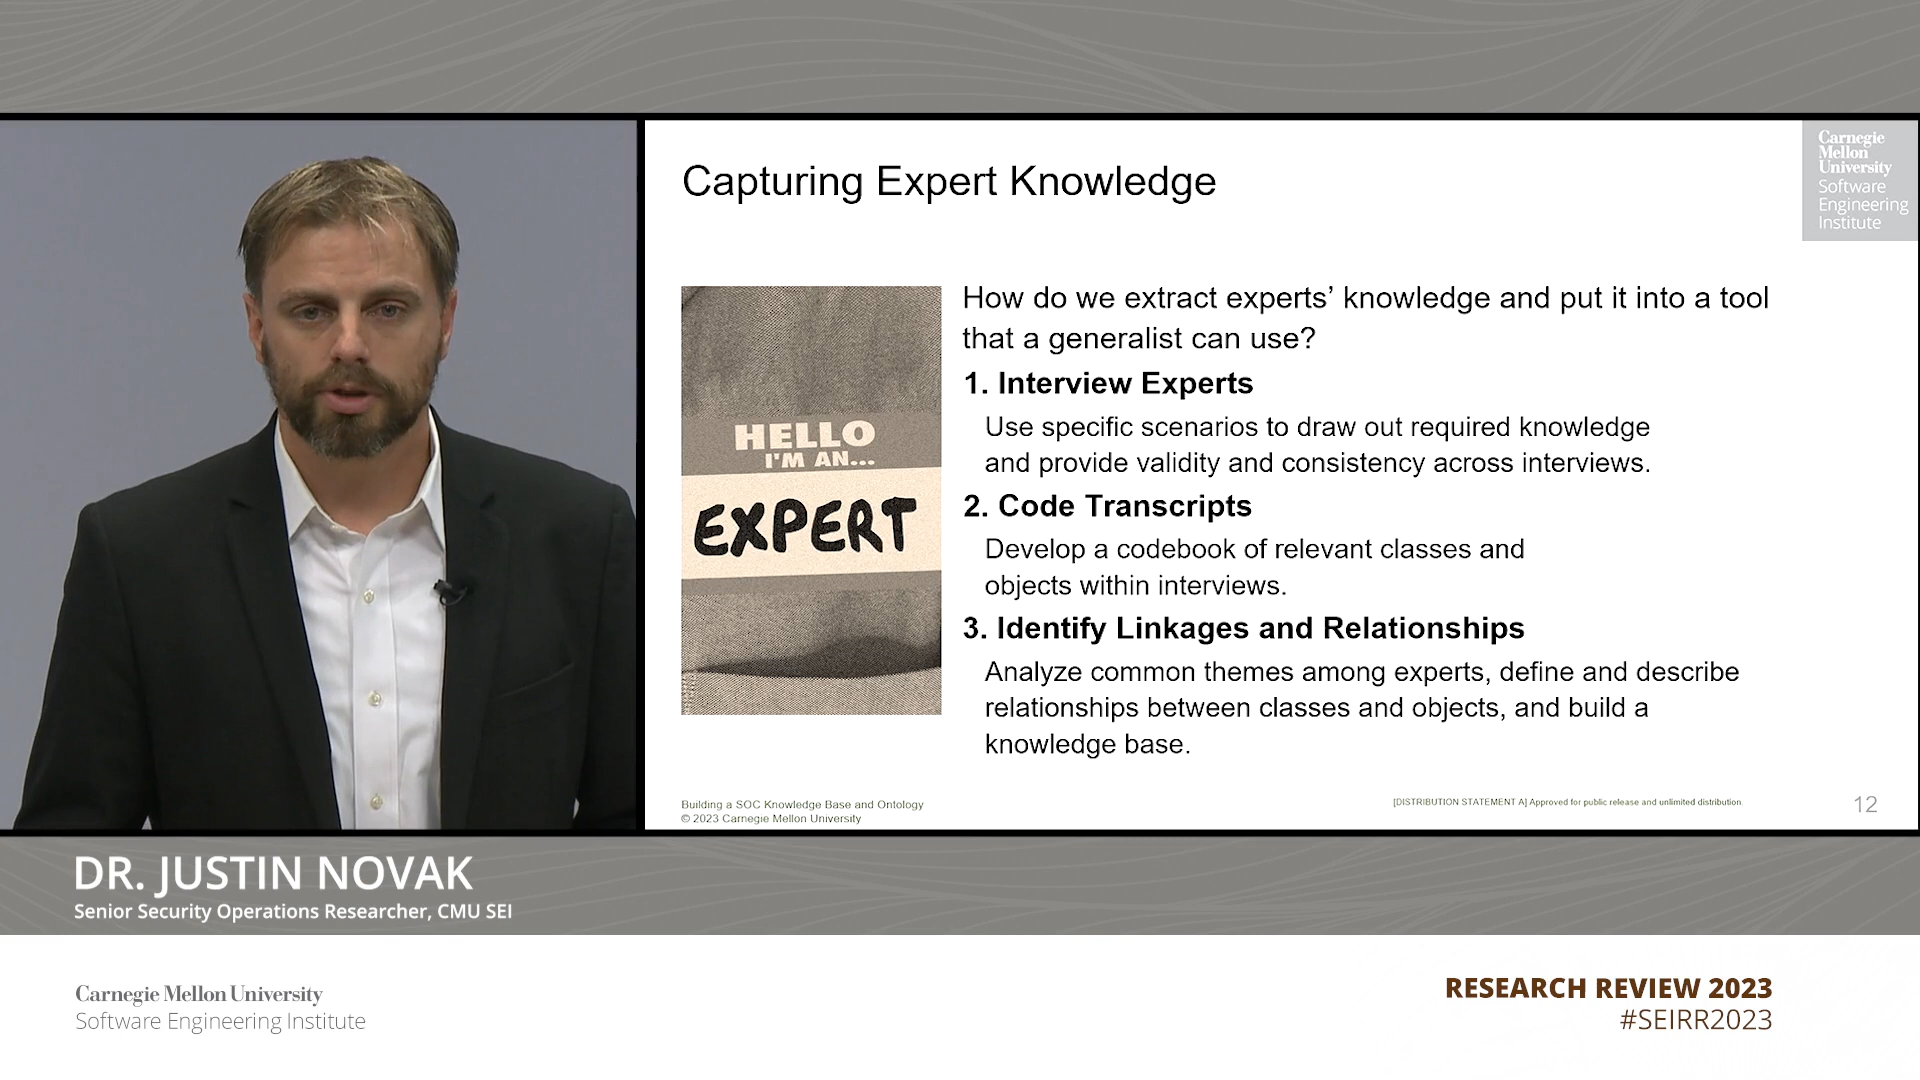 Carnegie
Mellon
University
Software
Engineering
Institute
Capturing Expert Knowledge
HELLO
I'M AN...
EXPERT
How do we extract experts’ knowledge and put it into a tool
that a generalist can use?
1. Interview Experts
Use specific scenarios to draw out required knowledge
and provide validity and consistency across interviews.
2. Code Transcripts
Develop a codebook of relevant classes and
objects within interviews.
3. Identify Linkages and Relationships
Analyze common themes among experts, define and describe
relationships between classes and objects, and build a
knowledge base.
Building a SOC Knowledge Base and Ontology
© 2023 Carnegie Mellon University
[DISTRIBUTION STATEMENT A] Approved for public release and unlimited distribution.
12
DR. JUSTIN NOVAK
Senior Security Operations Researcher, CMU SEI
Carnegie Mellon University
Software Engineering Institute
RESEARCH REVIEW 2023
#SEIRR2023